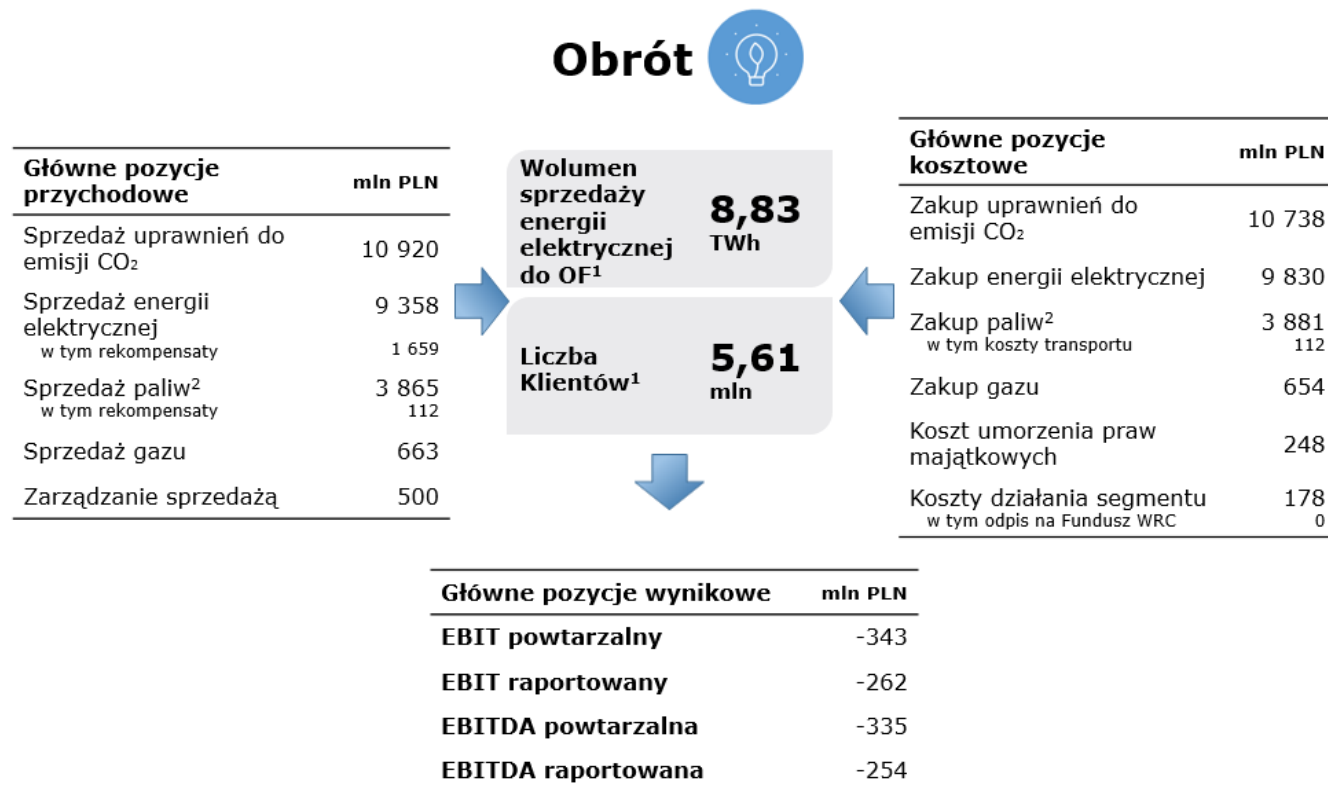 Obrót
Główne pozycje
przychodowe
mln PLN
Sprzedaż uprawnień do
emisji CO₂
10 920
Sprzedaż energii
elektrycznej
9 358
w tym rekompensaty
1 659
Sprzedaż paliw²
3 865
w tym rekompensaty
112
Sprzedaż gazu
663
Zarządzanie sprzedażą
500
Wolumen
sprzedaży
energii
elektrycznej
do OF¹
8,83
TWh
Liczba
Klientów¹
5,61
mln
Główne pozycje
kosztowe
mln PLN
Zakup uprawnień do
emisji CO₂
10 738
Zakup energii elektrycznej
9 830
Zakup paliw²
3 881
w tym koszty transportu
112
Zakup gazu
654
Koszt umorzenia praw
majątkowych
248
Koszty działania segmentu
178
w tym odpis na Fundusz WRC
0
Główne pozycje wynikowe
mln PLN
EBIT powtarzalny
-343
EBIT raportowany
-262
EBITDA powtarzalna
-335
EBITDA raportowana
-254